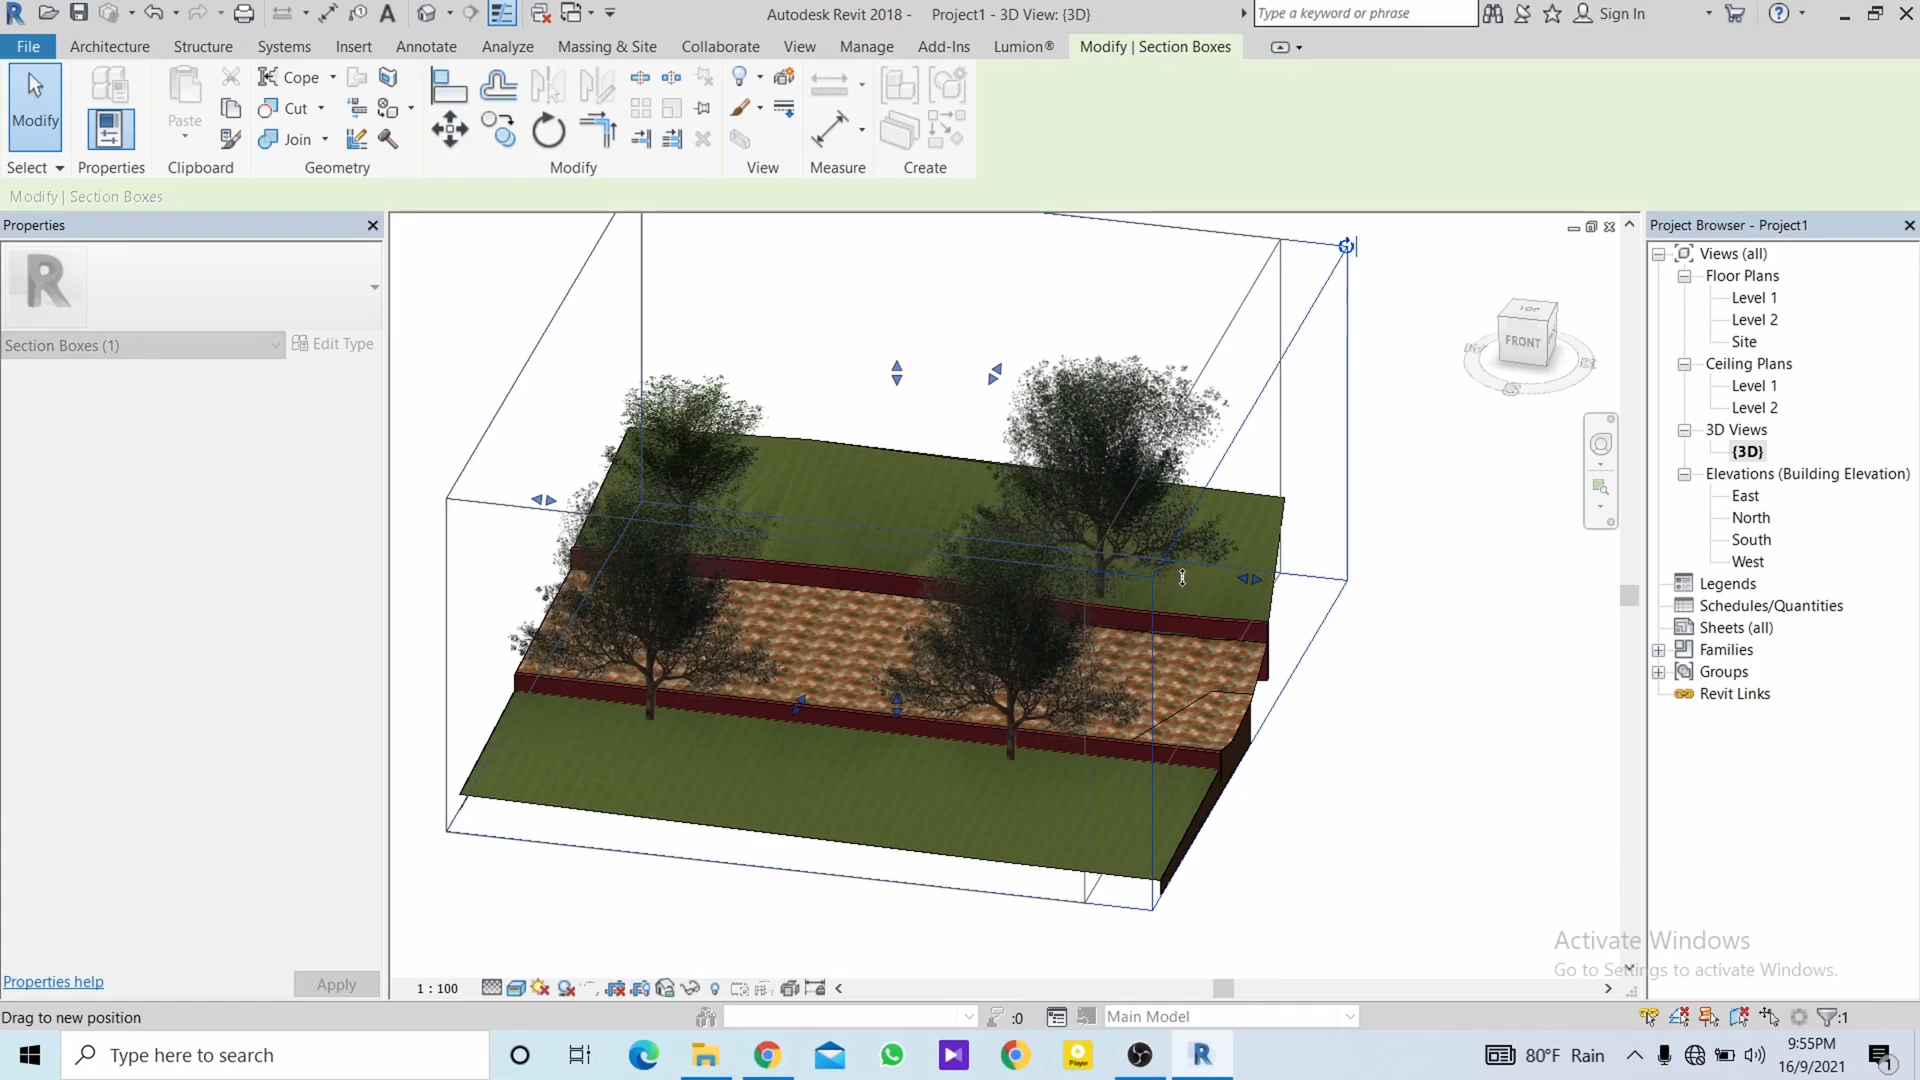 Autodesk Revit 2018 - Project1 - 3D View: {3D}
Type a keyword or phrase
Sign In
File Architecture Structure Systems Insert Annotate Analyze Massing & Site Collaborate View Manage Add-Ins Lumion® Modify | Section Boxes
Modify
Paste
Cope
Cut
Join
Select Properties Clipboard Geometry Modify View Measure Create
Modify | Section Boxes
Properties
Section Boxes (1)
Edit Type
Properties help
Apply
TOP
FRONT
Project Browser - Project1
Views (all)
Floor Plans
Level 1
Level 2
Site
Ceiling Plans
Level 1
Level 2
3D Views
{3D}
Elevations (Building Elevation)
East
North
South
West
Legends
Schedules/Quantities
Sheets (all)
Families
Groups
Revit Links
Activate Windows
Go to Settings to activate Windows.
1 : 100
Drag to new position
:0
Main Model
:1
Type here to search
80°F Rain
9:55PM
16/9/2021
1